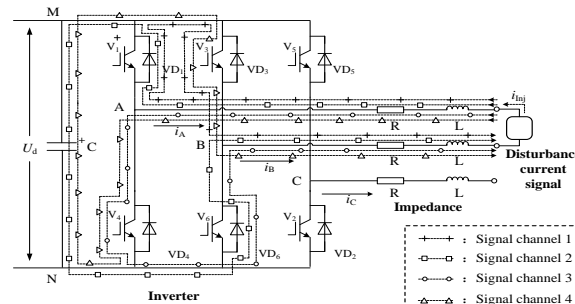 M
V1
VD1
V3
VD3
V5
VD5
iInj
A
iA
R
L
Ud
C
B
iB
R
L
Disturbanc
current
signal
C
iC
R
L
Impedance
V4
VD4
V6
VD6
V2
VD2
N
Inverter
: Signal channel 1
: Signal channel 2
: Signal channel 3
: Signal channel 4